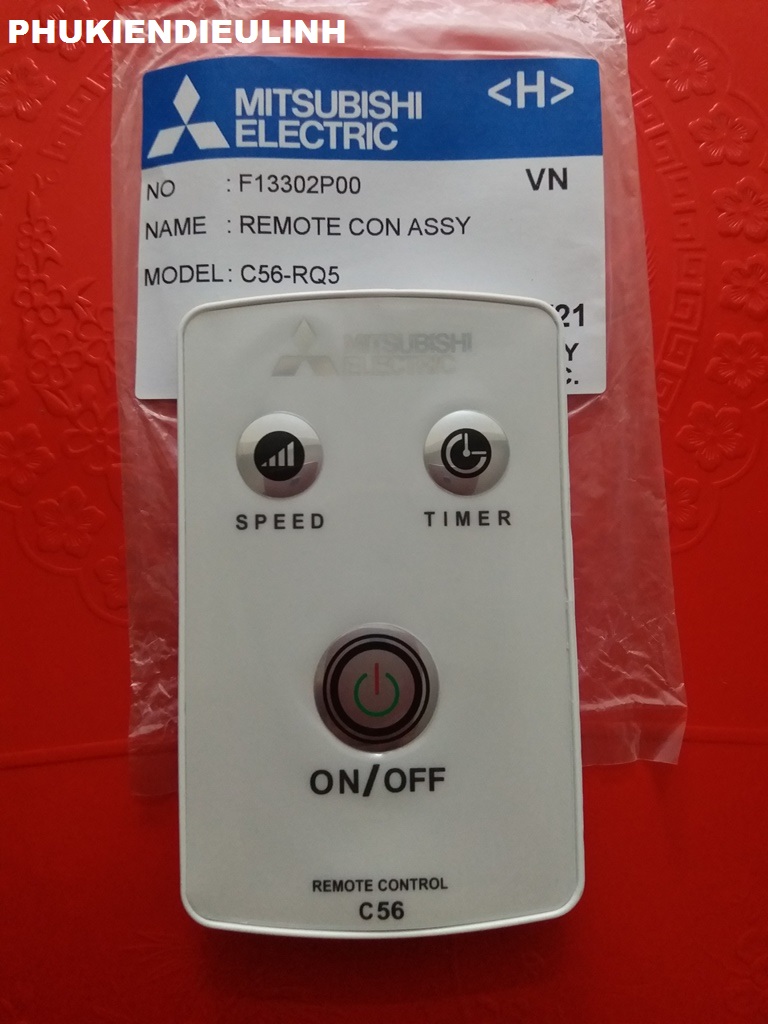 PHUKIENDIEULINH
MITSUBISHI
ELECTRIC
<H>
NO : F13302P00
VN
NAME : REMOTE CON ASSY
MODEL : C56-RQ5
MITSUBISHI
ELECTRIC
SPEED
TIMER
ON/OFF
REMOTE CONTROL
C56